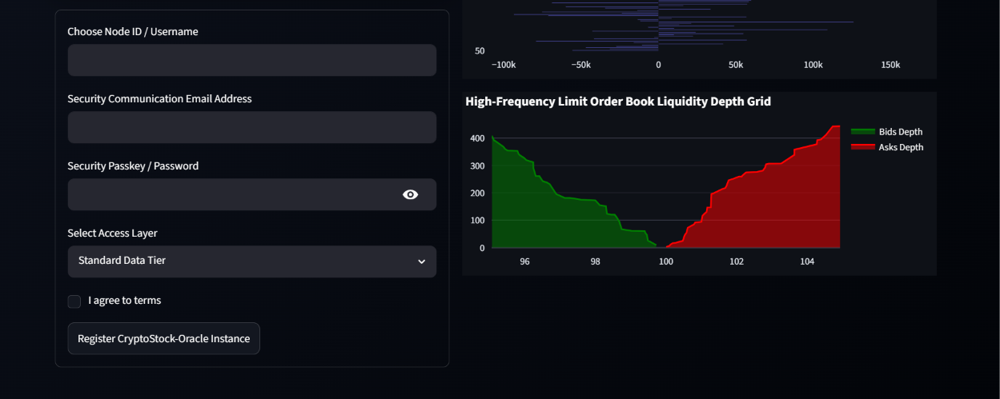 Choose Node ID / Username
Security Communication Email Address
Security Passkey / Password
Select Access Layer
Standard Data Tier
I agree to terms
Register CryptoStock-Oracle Instance
50
−100k −50k 0 50k 100k 150k
High-Frequency Limit Order Book Liquidity Depth Grid
400
300
200
100
0
96 98 100 102 104
Bids Depth
Asks Depth